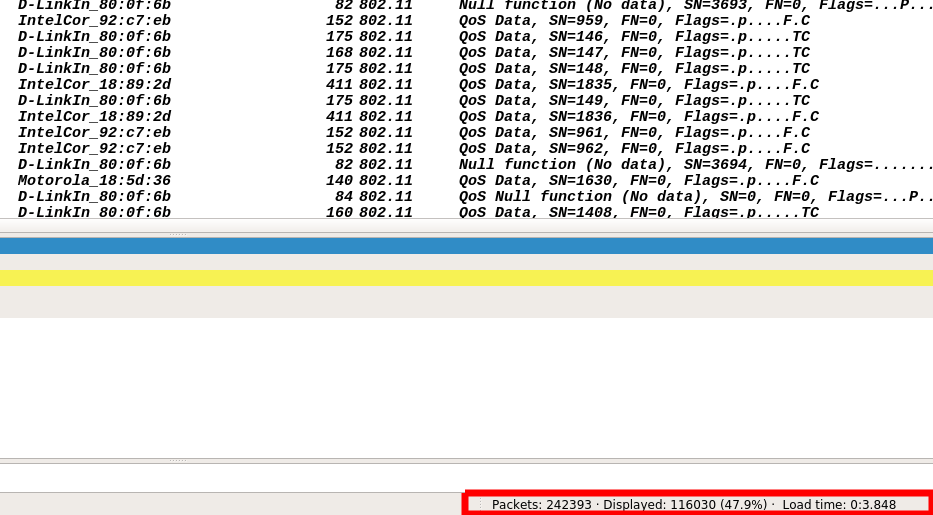 D-LinkIn_80:0f:6b 82 802.11 Null function (No data), SN=3693, FN=0, Flags=...P...
IntelCor_92:c7:eb 152 802.11 QoS Data, SN=959, FN=0, Flags=.p....F.C
D-LinkIn_80:0f:6b 175 802.11 QoS Data, SN=146, FN=0, Flags=.p.....TC
D-LinkIn_80:0f:6b 168 802.11 QoS Data, SN=147, FN=0, Flags=.p.....TC
D-LinkIn_80:0f:6b 175 802.11 QoS Data, SN=148, FN=0, Flags=.p.....TC
IntelCor_18:89:2d 411 802.11 QoS Data, SN=1835, FN=0, Flags=.p....F.C
D-LinkIn_80:0f:6b 175 802.11 QoS Data, SN=149, FN=0, Flags=.p.....TC
IntelCor_18:89:2d 411 802.11 QoS Data, SN=1836, FN=0, Flags=.p....F.C
IntelCor_92:c7:eb 152 802.11 QoS Data, SN=961, FN=0, Flags=.p....F.C
IntelCor_92:c7:eb 152 802.11 QoS Data, SN=962, FN=0, Flags=.p....F.C
D-LinkIn_80:0f:6b 82 802.11 Null function (No data), SN=3694, FN=0, Flags=.......
Motorola_18:5d:36 140 802.11 QoS Data, SN=1630, FN=0, Flags=.p....F.C
D-LinkIn_80:0f:6b 84 802.11 QoS Null function (No data), SN=0, FN=0, Flags=...P..
D-LinkIn_80:0f:6b 160 802.11 QoS Data, SN=1408, FN=0, Flags=.p.....TC
Packets: 242393 · Displayed: 116030 (47.9%) · Load time: 0:3.848